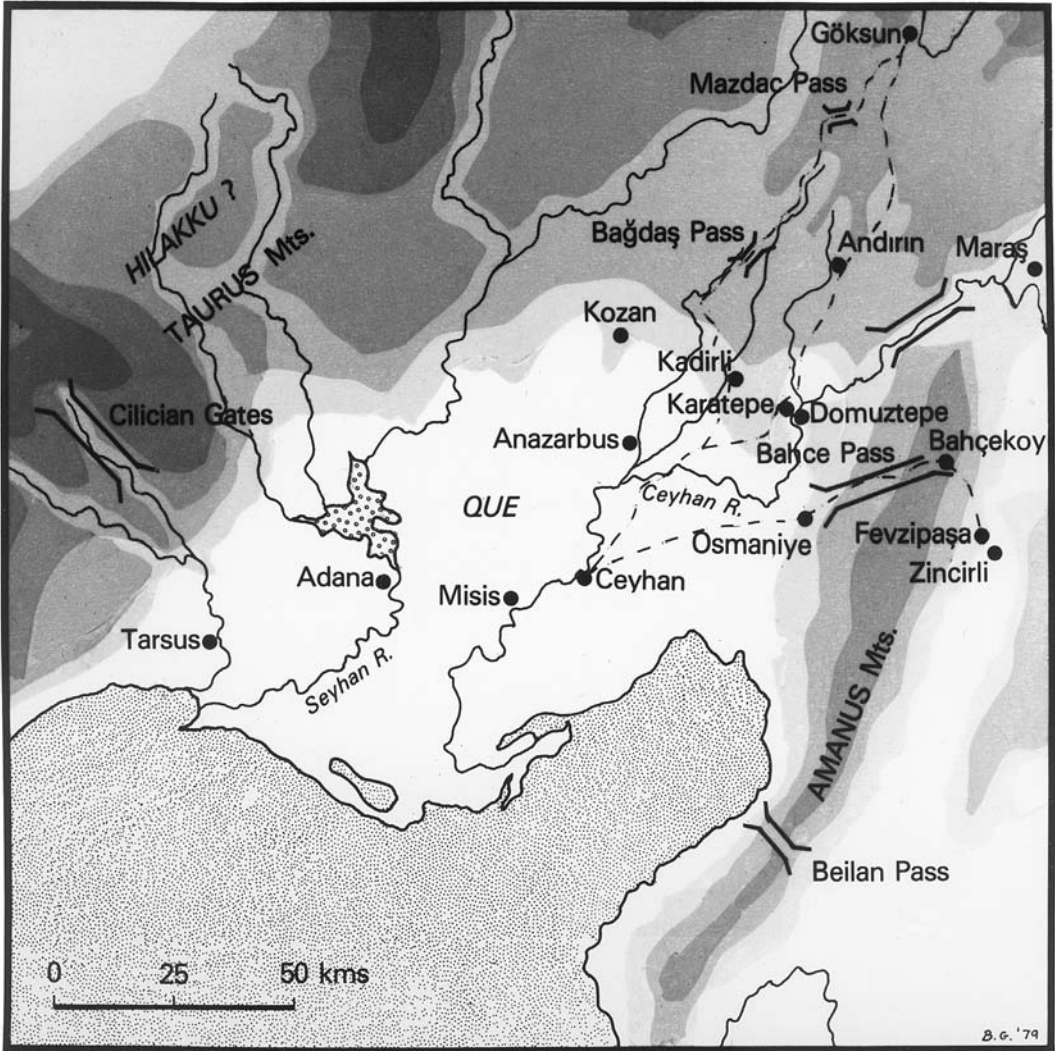 Göksun
Mazdac Pass
HILAKKU ?
TAURUS Mts.
Bağdaş Pass
Andırın
Maraş
Kozan
Kadirli
Karatepe
Domuztepe
Cilician Gates
Anazarbus
Bahce Pass
Bahçekoy
QUE
Ceyhan R.
Osmaniye
Fevzipaşa
Zincirli
Adana
Misis
Ceyhan
Tarsus
Seyhan R.
AMANUS Mts.
Beilan Pass
0 25 50 kms
B.G. '79